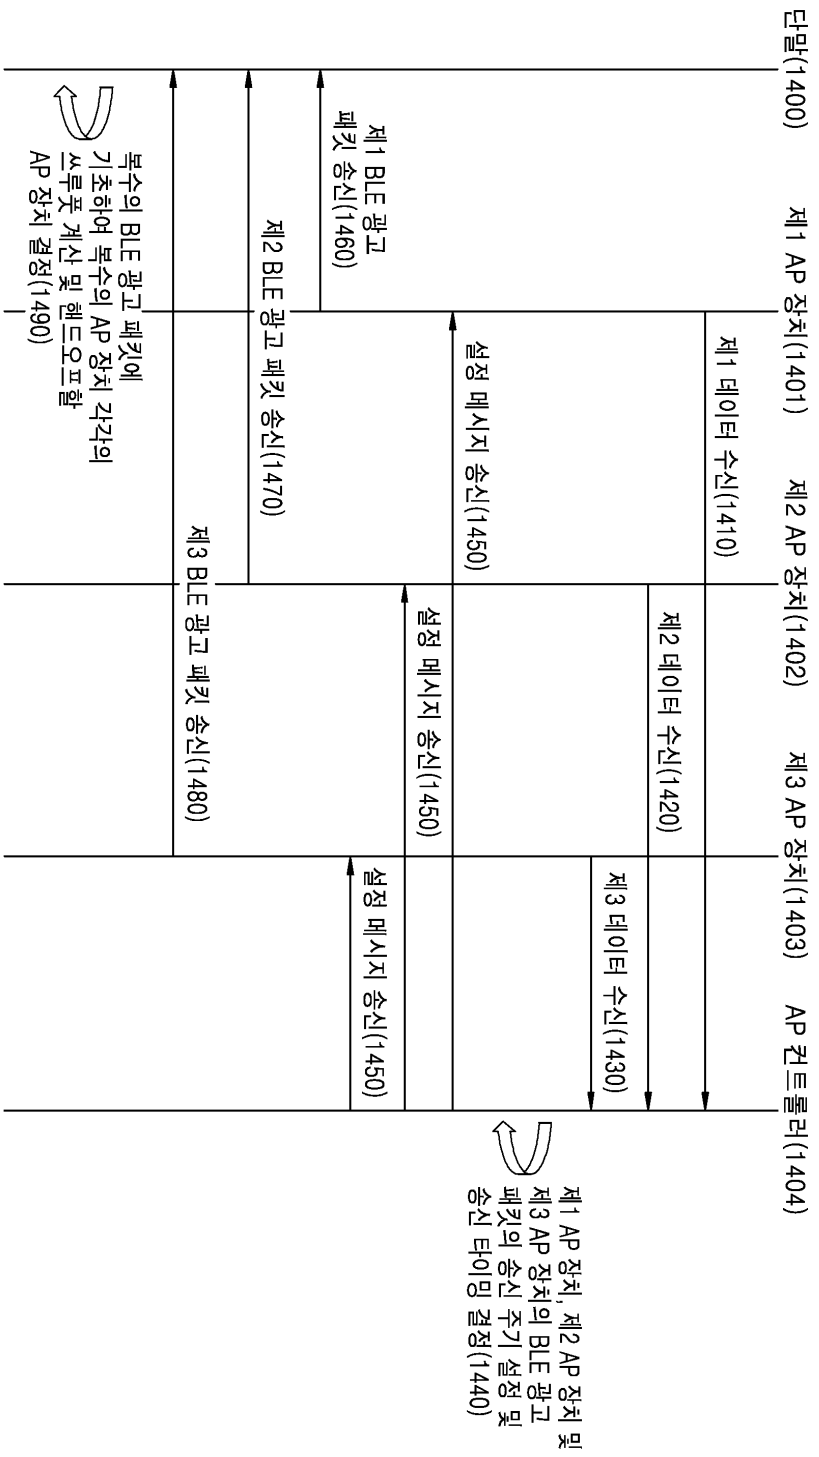 단말(1400)
제1 AP 장치(1401)
제2 AP 장치(1402)
제3 AP 장치(1403)
AP 컨트롤러(1404)
제1 데이터 수신(1410)
제2 데이터 수신(1420)
제3 데이터 수신(1430)
제1 AP 장치, 제2 AP 장치 및
제3 AP 장치의 BLE 광고
패킷의 송신 주기 설정 및
송신 타이밍 결정(1440)
설정 메시지 송신(1450)
설정 메시지 송신(1450)
설정 메시지 송신(1450)
제1 BLE 광고
패킷 송신(1460)
제2 BLE 광고 패킷 송신(1470)
제3 BLE 광고 패킷 송신(1480)
복수의 BLE 광고 패킷에
기초하여 복수의 AP 장치 각각의
쓰루풋 계산 및 핸드오프할
AP 장치 결정(1490)